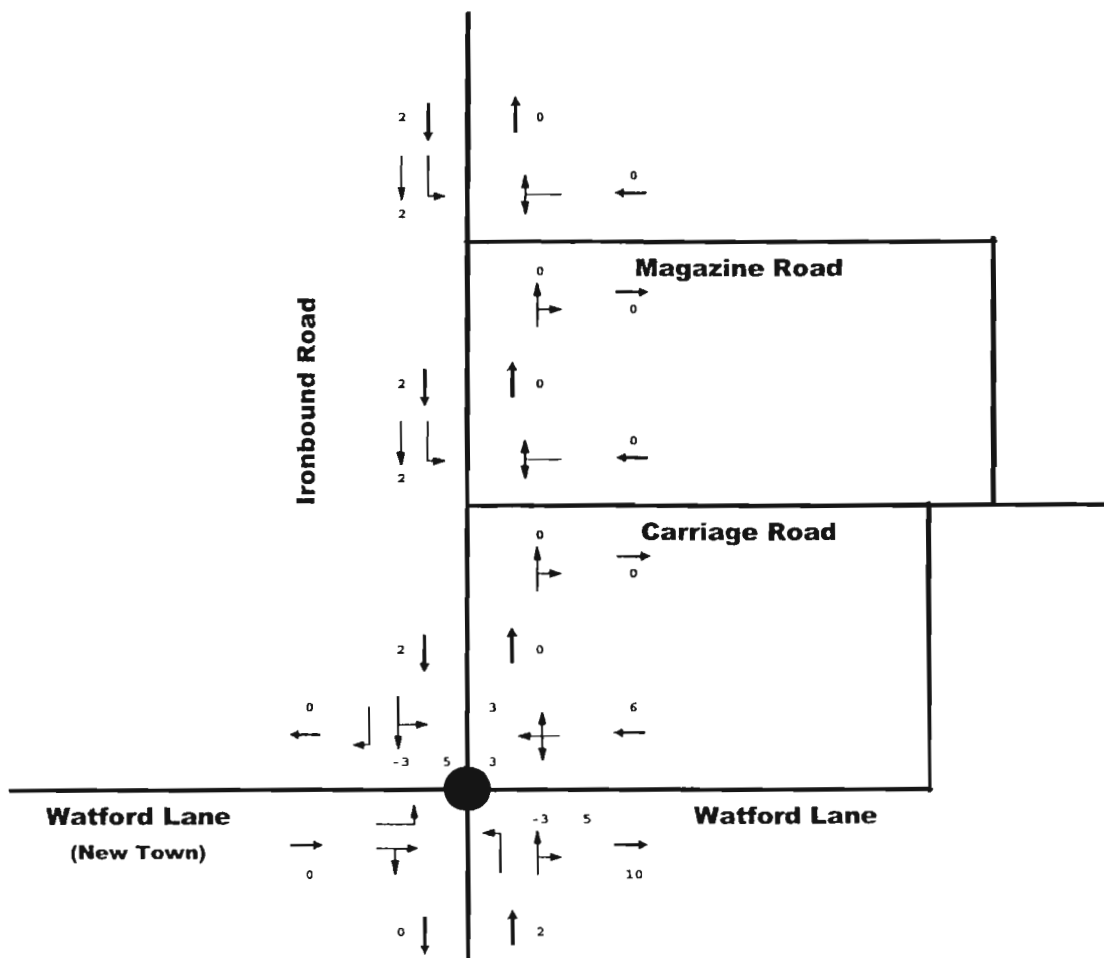 2 0
0
2
0
Magazine Road
0
Ironbound Road
2 0
0
2
0
Carriage Road
0
2 0
0 3 6
-3 5 3
Watford Lane
-3 5
Watford Lane
(New Town)
0 10
0 2